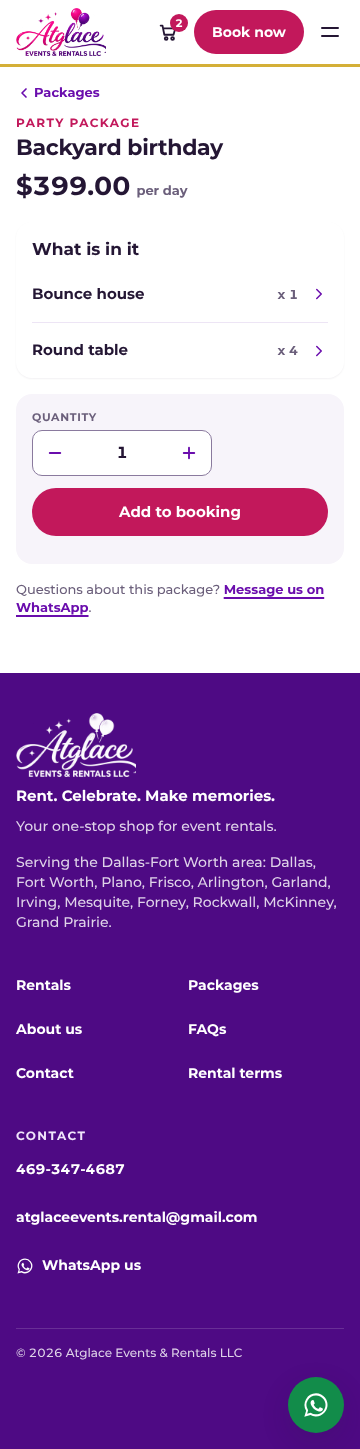 Atglace
EVENTS & RENTALS LLC
2
Book now
Packages
PARTY PACKAGE
Backyard birthday
$399.00 per day
What is in it
Bounce house x 1
Round table x 4
QUANTITY
1
Add to booking
Questions about this package? Message us on
WhatsApp.
Atglace
EVENTS & RENTALS LLC
Rent. Celebrate. Make memories.
Your one-stop shop for event rentals.
Serving the Dallas-Fort Worth area: Dallas,
Fort Worth, Plano, Frisco, Arlington, Garland,
Irving, Mesquite, Forney, Rockwall, McKinney,
Grand Prairie.
Rentals Packages
About us FAQs
Contact Rental terms
CONTACT
469-347-4687
atglaceevents.rental@gmail.com
WhatsApp us
© 2026 Atglace Events & Rentals LLC